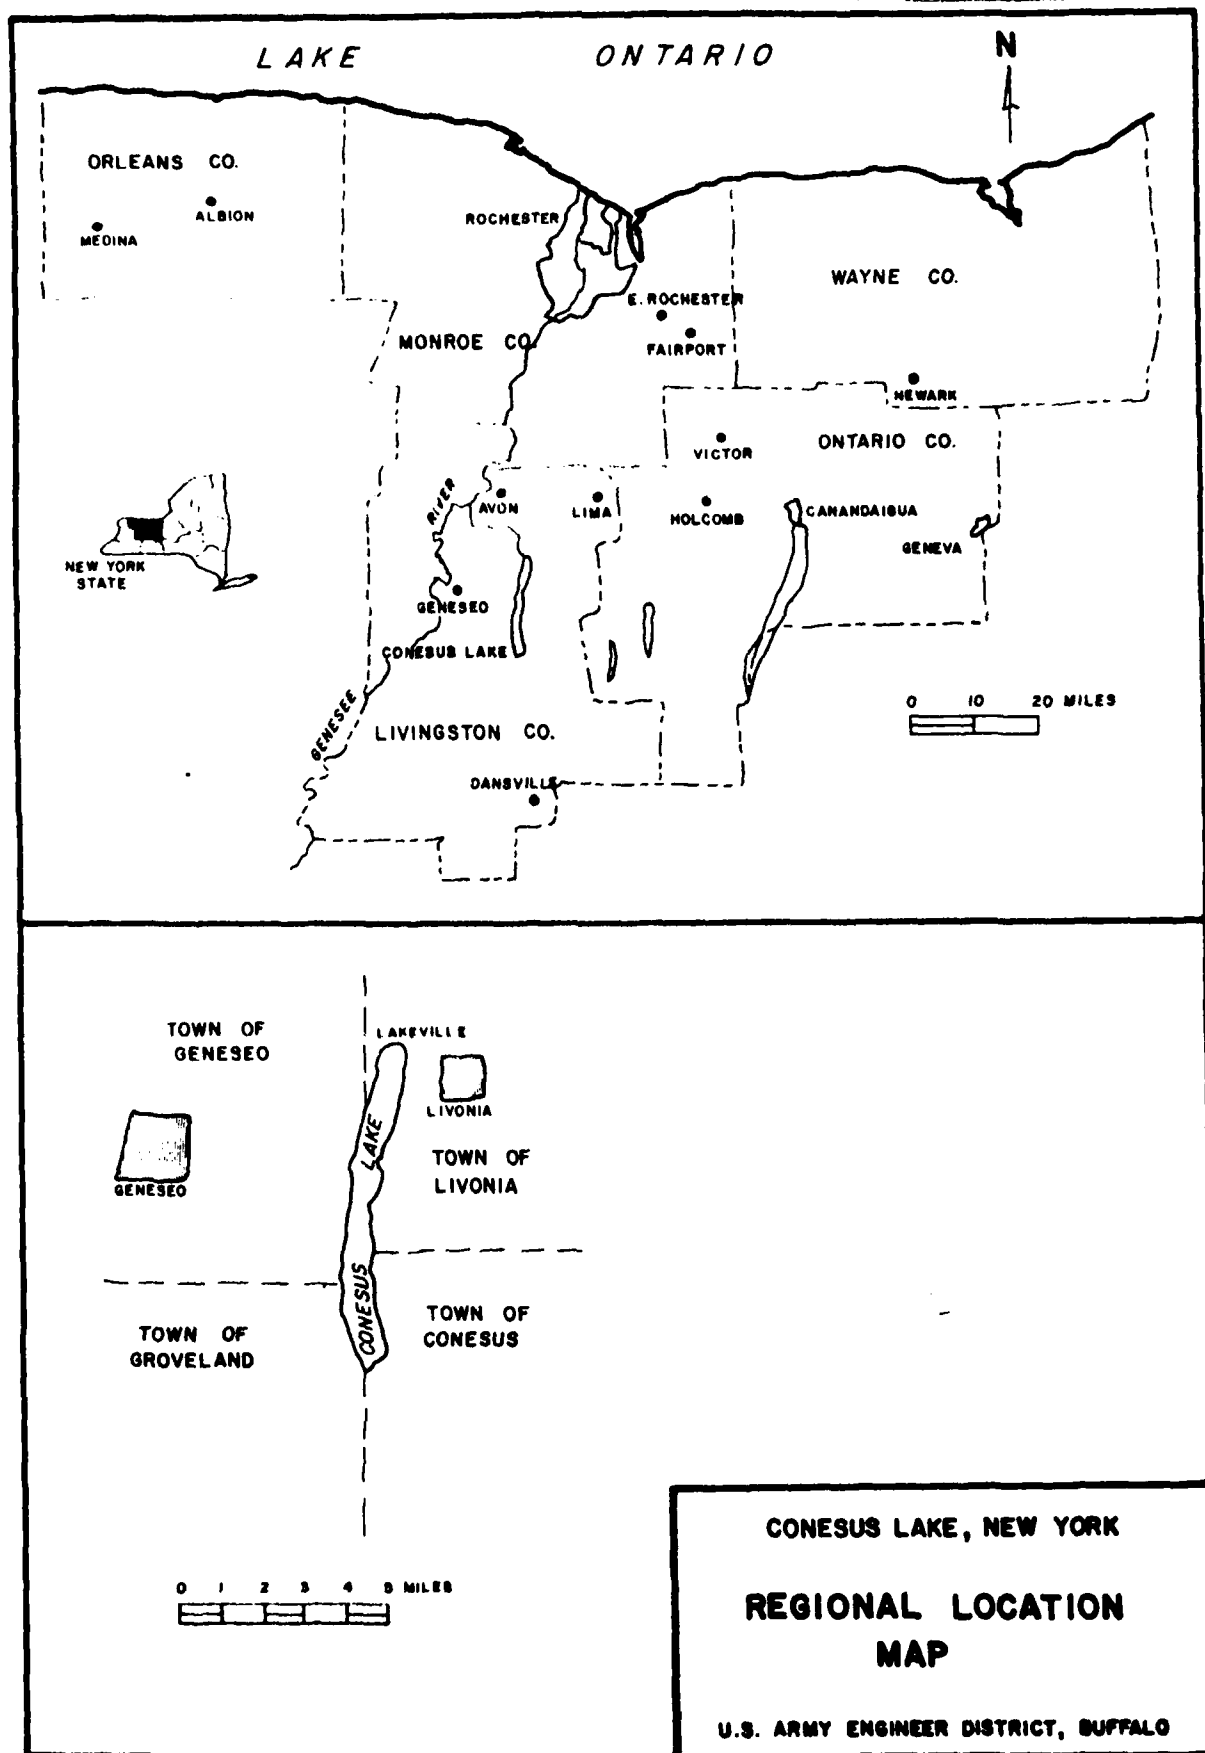 LAKE ONTARIO
N
ORLEANS CO.
ALBION
MEDINA
ROCHESTER
WAYNE CO.
E. ROCHESTER
MONROE CO.
FAIRPORT
NEWARK
VICTOR
ONTARIO CO.
RIVER
AVON
LIMA
HOLCOMB
CANANDAIGUA
GENEVA
NEW YORK
STATE
GENESEO
CONESUS LAKE
GENESEE
LIVINGSTON CO.
0 10 20 MILES
DANSVILLE
TOWN OF
GENESEO
LAKEVILLE
LIVONIA
LAKE
TOWN OF
LIVONIA
GENESEO
CONESUS
TOWN OF
GROVELAND
TOWN OF
CONESUS
0 1 2 3 4 5 MILES
CONESUS LAKE, NEW YORK
REGIONAL LOCATION
MAP
U.S. ARMY ENGINEER DISTRICT, BUFFALO